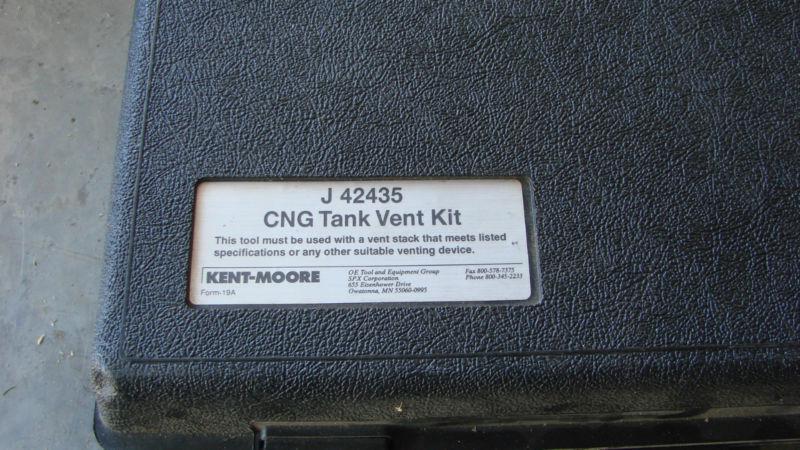 J 42435
CNG Tank Vent Kit
This tool must be used with a vent stack that meets listed
specifications or any other suitable venting device.
KENT-MOORE
Form-19A
OE Tool and Equipment Group
SPX Corporation
655 Eisenhower Drive
Owatonna, MN 55060-0995
Fax 800-578-7375
Phone 800-345-2233